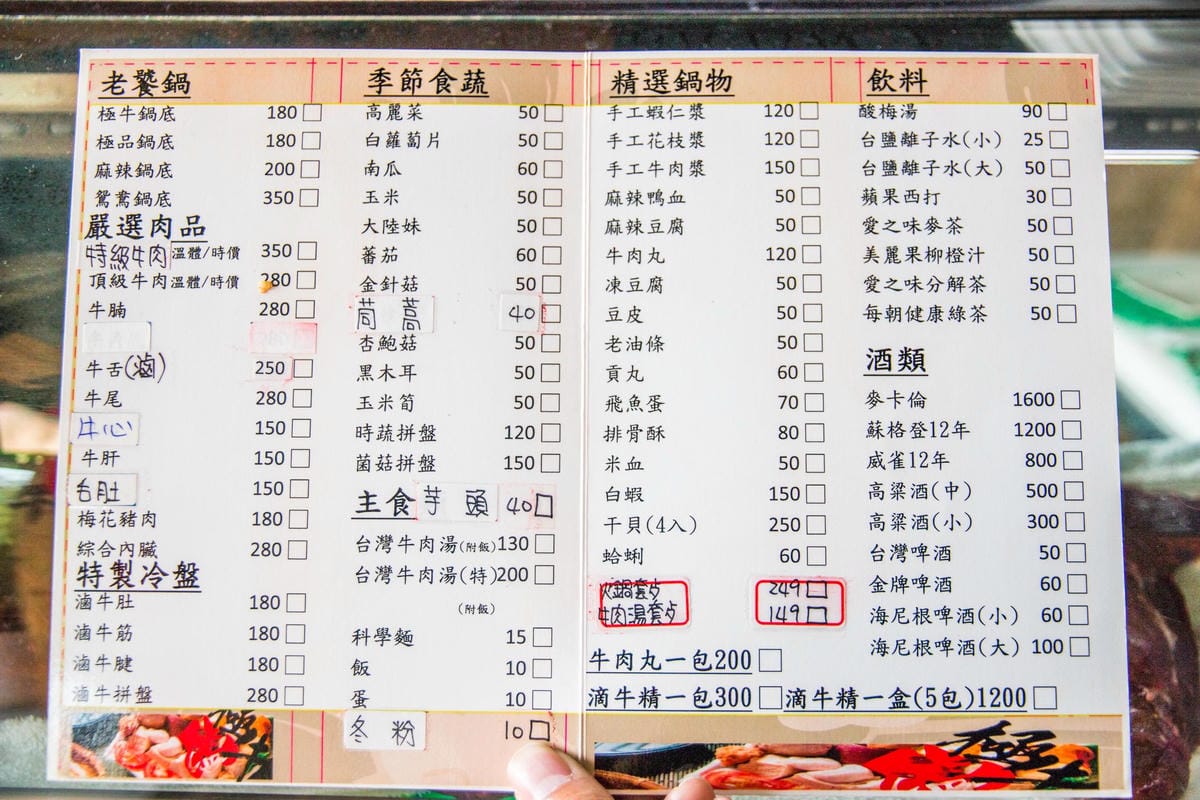 老饕鍋
極牛鍋底 180
極品鍋底 180
麻辣鍋底 200
鴛鴦鍋底 350
嚴選肉品
特級牛肉 溫體/時價 350
頂級牛肉溫體/時價 280
牛腩 280
牛舌(滷) 250
牛尾 280
牛心 150
牛肝 150
毛肚 150
梅花豬肉 180
綜合內臟 280
特製冷盤
滷牛肚 180
滷牛筋 180
滷牛腱 180
滷牛拼盤 280
季節食蔬
高麗菜 50
白蘿蔔片 50
南瓜 60
玉米 50
大陸妹 50
蕃茄 60
金針菇 50
茼蒿 40
杏鮑菇 50
黑木耳 50
玉米筍 50
時蔬拼盤 120
菌菇拼盤 150
主食 芋頭 40
台灣牛肉湯(附飯)130
台灣牛肉湯(特)200
(附飯)
科學麵 15
飯 10
蛋 10
冬粉 10
精選鍋物
手工蝦仁漿 120
手工花枝漿 120
手工牛肉漿 150
麻辣鴨血 50
麻辣豆腐 50
牛肉丸 120
凍豆腐 50
豆皮 50
老油條 50
貢丸 60
飛魚蛋 70
排骨酥 80
米血 50
白蝦 150
干貝(4入) 250
蛤蜊 60
火鍋套 249
牛肉湯套 149
牛肉丸一包200
滴牛精一包300 滴牛精一盒(5包)1200
飲料
酸梅湯 90
台鹽離子水(小) 25
台鹽離子水(大) 50
蘋果西打 30
愛之味麥茶 50
美麗果柳橙汁 50
愛之味分解茶 50
每朝健康綠茶 50
酒類
麥卡倫 1600
蘇格登12年 1200
威雀12年 800
高粱酒(中) 500
高粱酒(小) 300
台灣啤酒 50
金牌啤酒 60
海尼根啤酒(小) 60
海尼根啤酒(大) 100
極
極